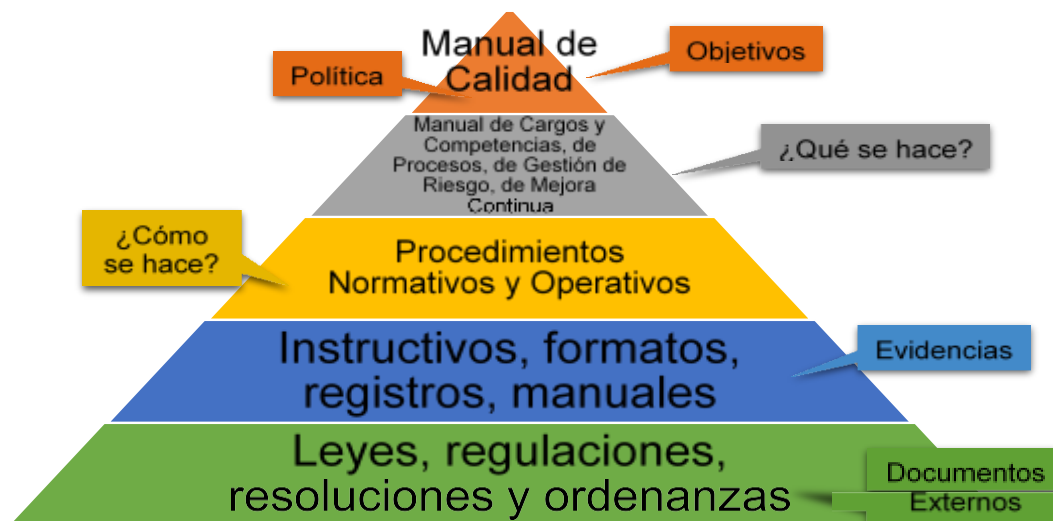 Manual de
Calidad
Política
Objetivos
Manual de Cargos y
Competencias, de
Procesos, de Gestión de
Riesgo, de Mejora
Continua
¿Qué se hace?
¿Cómo
se hace?
Procedimientos
Normativos y Operativos
Instructivos, formatos,
registros, manuales
Evidencias
Leyes, regulaciones,
resoluciones y ordenanzas
Documentos
Externos